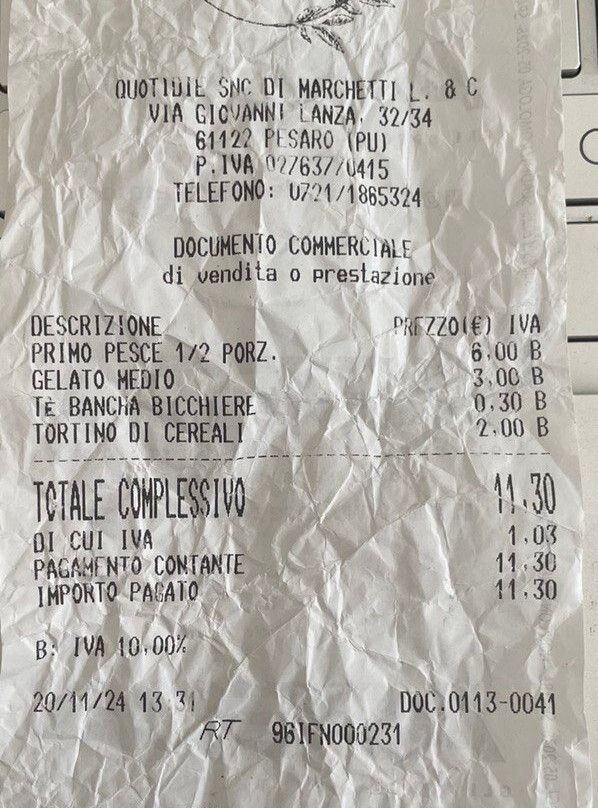 QUOTIDIE SNC DI MARCHETTI L. & C
VIA GIOVANNI LANZA, 32/34
61122 PESARO (PU)
P.IVA 02763770415
TELEFONO: 0721/1865324
DOCUMENTO COMMERCIALE
di vendita o prestazione
DESCRIZIONE PREZZO(€) IVA
PRIMO PESCE 1/2 PORZ. 6,00 B
GELATO MEDIO 3,00 B
TÈ BANCHA BICCHIERE 0,30 B
TORTINO DI CEREALI 2,00 B
TOTALE COMPLESSIVO 11,30
DI CUI IVA 1,03
PAGAMENTO CONTANTE 11,30
IMPORTO PAGATO 11,30
B: IVA 10,00%
20/11/24 13:31 DOC.0113-0041
RT 96IFN000231